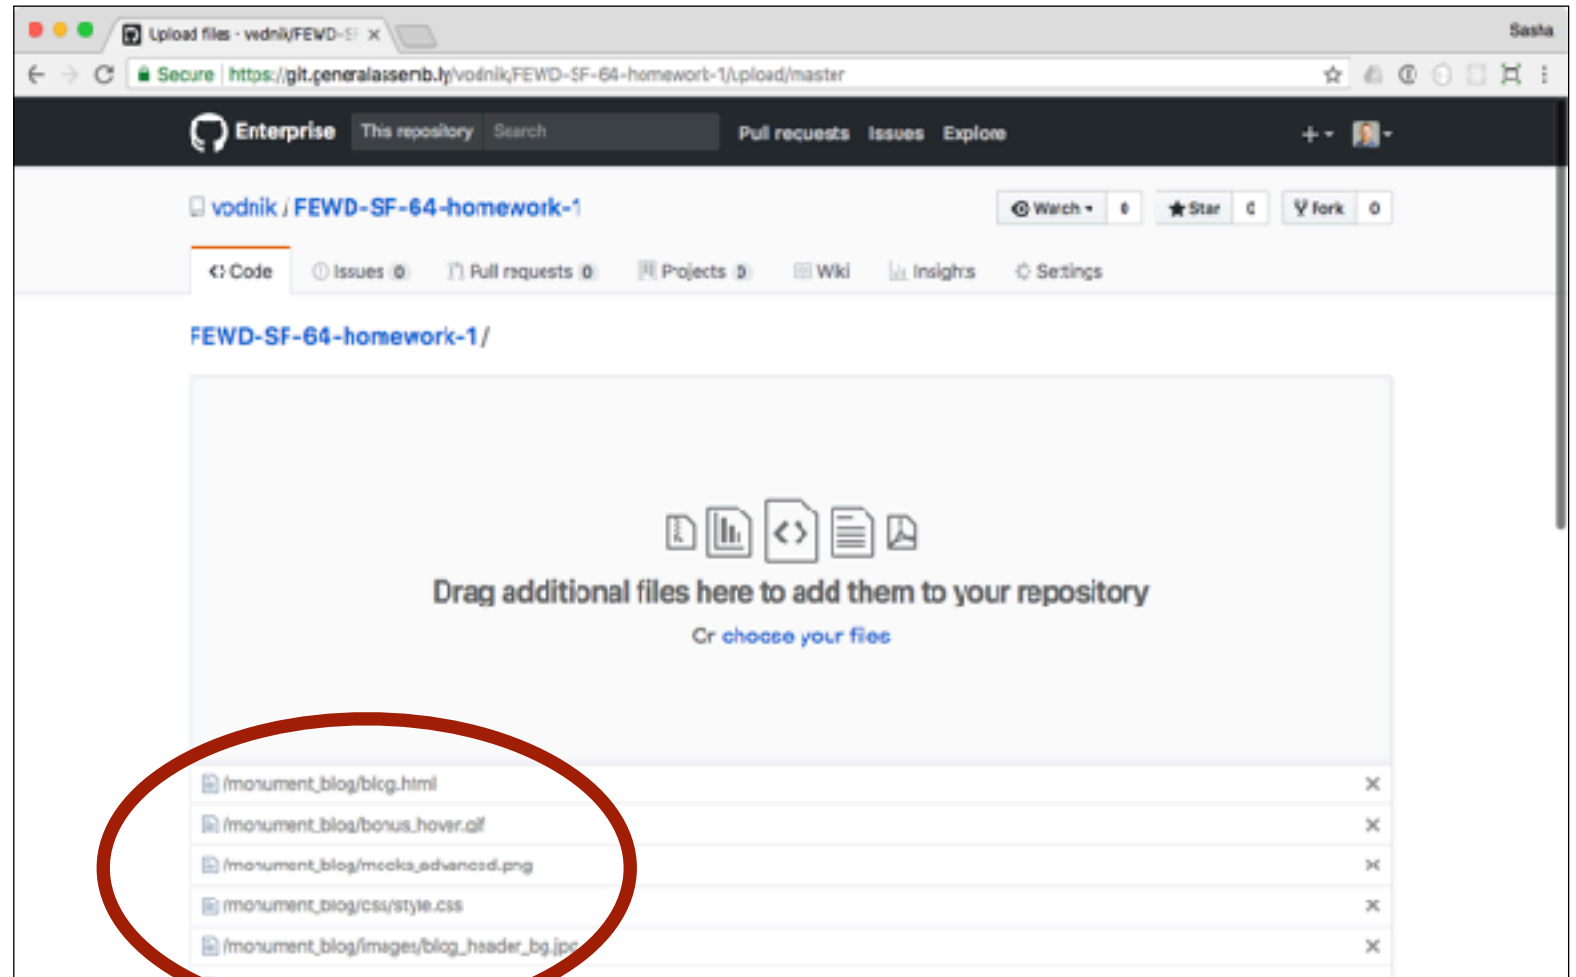 Upload files - vodnik/FEWD-SF
Sasha
Secure https://git.generalassemb.ly/vodnik/FEWD-SF-64-homework-1/upload/master
Enterprise This repository Search Pull requests Issues Explore
vodnik / FEWD-SF-64-homework-1
Watch 0 Star 0 Fork 0
Code Issues 0 Pull requests 0 Projects 0 Wiki Insights Settings
FEWD-SF-64-homework-1 /
Drag additional files here to add them to your repository
Or choose your files
/monument_blog/blog.html
/monument_blog/bonus_hover.gif
/monument_blog/mocks_advanced.png
/monument_blog/css/style.css
/monument_blog/images/blog_header_bg.jpg